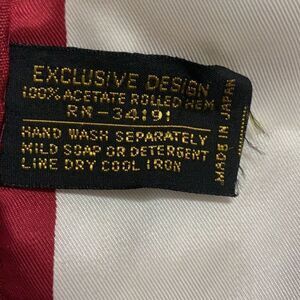 EXCLUSIVE DESIGN
100% ACETATE ROLLED HEM
RN-34191
HAND WASH SEPARATELY
MILD SOAP OR DETERGENT
LINE DRY COOL IRON
MADE IN JAPAN